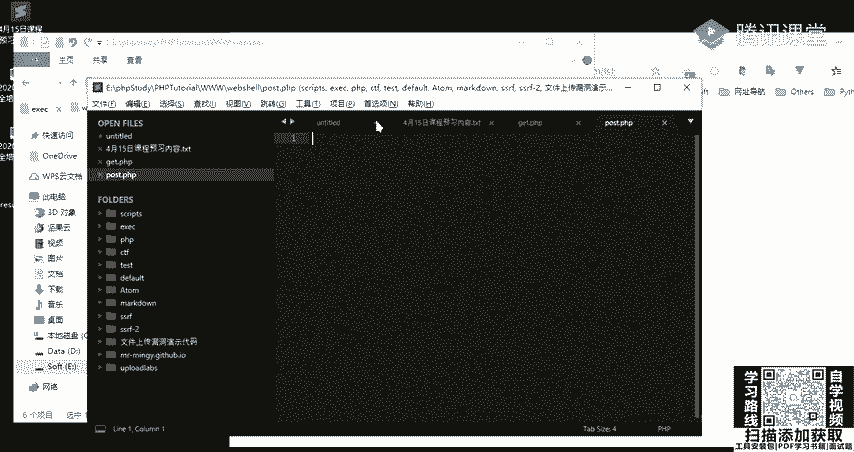 4月15日课程
腾讯课堂
主页 共享 查看
E:\phpStudy\PHPTutorial\WWW\webshell\post.php (scripts, exec, php, ctf, test, default, Atom, markdown, ssrf, ssrf-2, 文件上传漏洞演示代...
文件(F) 编辑(E) 选择(S) 查找(I) 视图(V) 跳转(G) 工具(T) 项目(P) 首选项(N) 帮助(H)
网址导航 Others
exec
untitled 4月15日课程预习内容.txt get.php post.php
OPEN FILES
untitled
4月15日课程预习内容.txt
get.php
post.php
FOLDERS
scripts
exec
php
ctf
test
default
Atom
markdown
ssrf
ssrf-2
文件上传漏洞演示代码
mr-mingy.github.io
uploadlabs
1
快速访问
OneDrive
WPS云文档
此电脑
3D 对象
坚果云
视频
图片
文档
下载
音乐
桌面
本地磁盘 (C
Data (D:)
Soft (E:)
网络
6 个项目
Line 1, Column 1 Tab Size: 4 PHP
学习路线
自学视频
扫描添加获取
工具安装包|PDF学习书籍|面试题